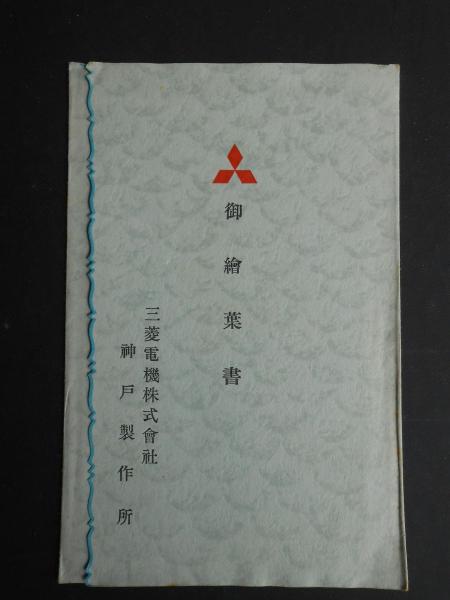 御繪葉書
三菱電機株式會社
神戸製作所